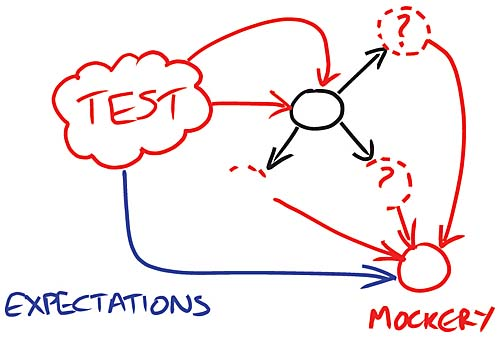 ?
TEST
?
EXPECTATIONS
MOCKERY